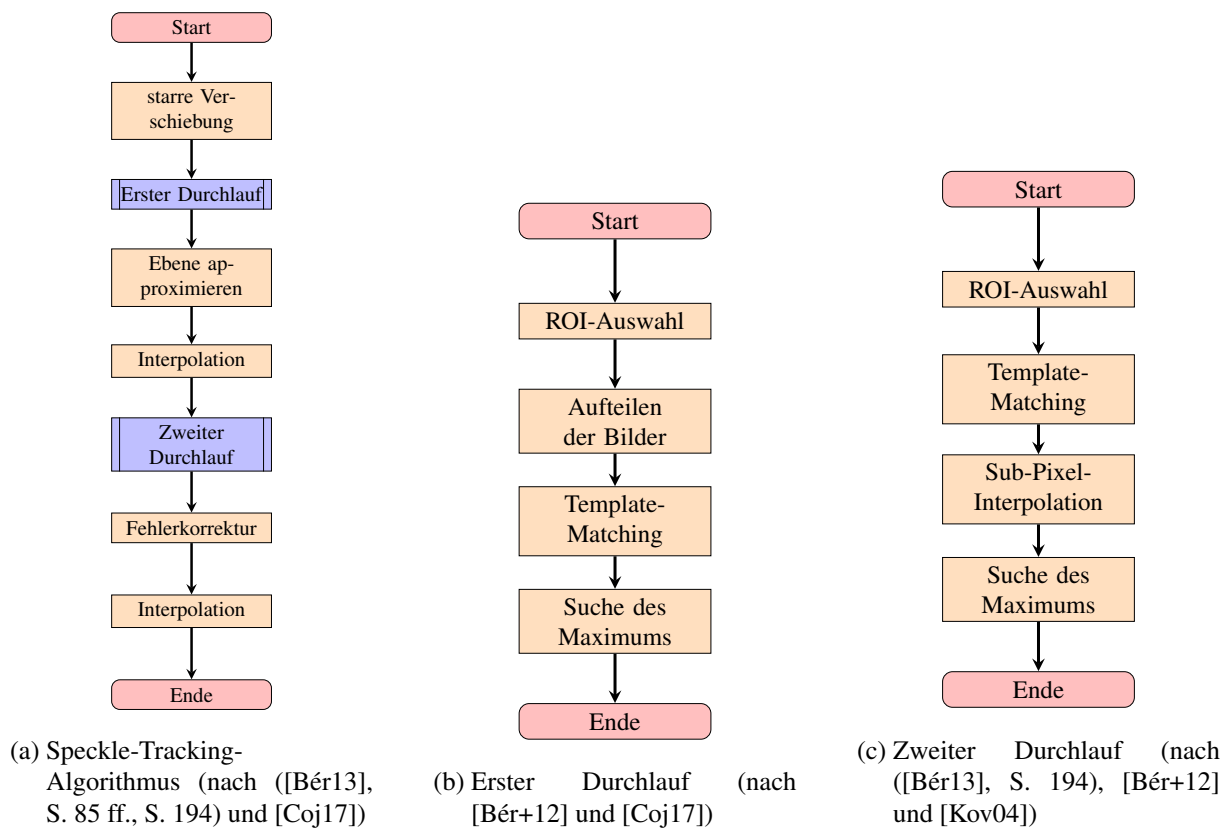 Start
starre Ver-
schiebung
Erster Durchlauf
Ebene ap-
proximieren
Interpolation
Zweiter
Durchlauf
Fehlerkorrektur
Interpolation
Ende
(a) Speckle-Tracking-
Algorithmus (nach ([Bér13],
S. 85 ff., S. 194) und [Coj17])
Start
ROI-Auswahl
Aufteilen
der Bilder
Template-
Matching
Suche des
Maximums
Ende
(b) Erster Durchlauf (nach
[Bér+12] und [Coj17])
Start
ROI-Auswahl
Template-
Matching
Sub-Pixel-
Interpolation
Suche des
Maximums
Ende
(c) Zweiter Durchlauf (nach
([Bér13], S. 194), [Bér+12]
und [Kov04])